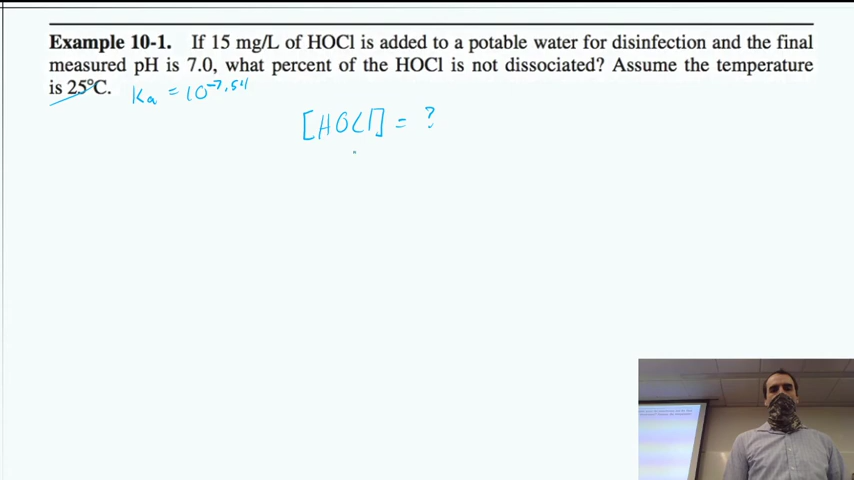 Example 10-1. If 15 mg/L of HOCl is added to a potable water for disinfection and the final
measured pH is 7.0, what percent of the HOCl is not dissociated? Assume the temperature
is 25°C. Ka = 10^-7.54
[HOCl] = ?